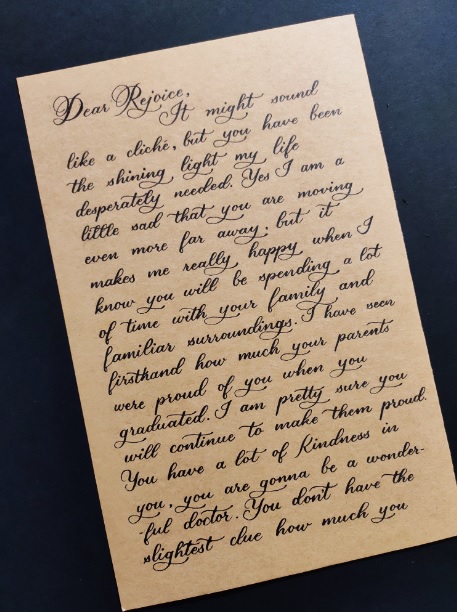 Dear Rejoice,
It might sound
like a cliché, but you have been
the shining light my life
desperately needed. Yes I am a
little sad that you are moving
even more far away; but it
makes me really happy when I
know you will be spending a lot
of time with your family and
familiar surroundings. I have seen
firsthand how much your parents
were proud of you when you
graduated. I am pretty sure you
will continue to make them proud.
You have a lot of Kindness in
you, you are gonna be a wonder-
-ful doctor. You don't have the
slightest clue how much you